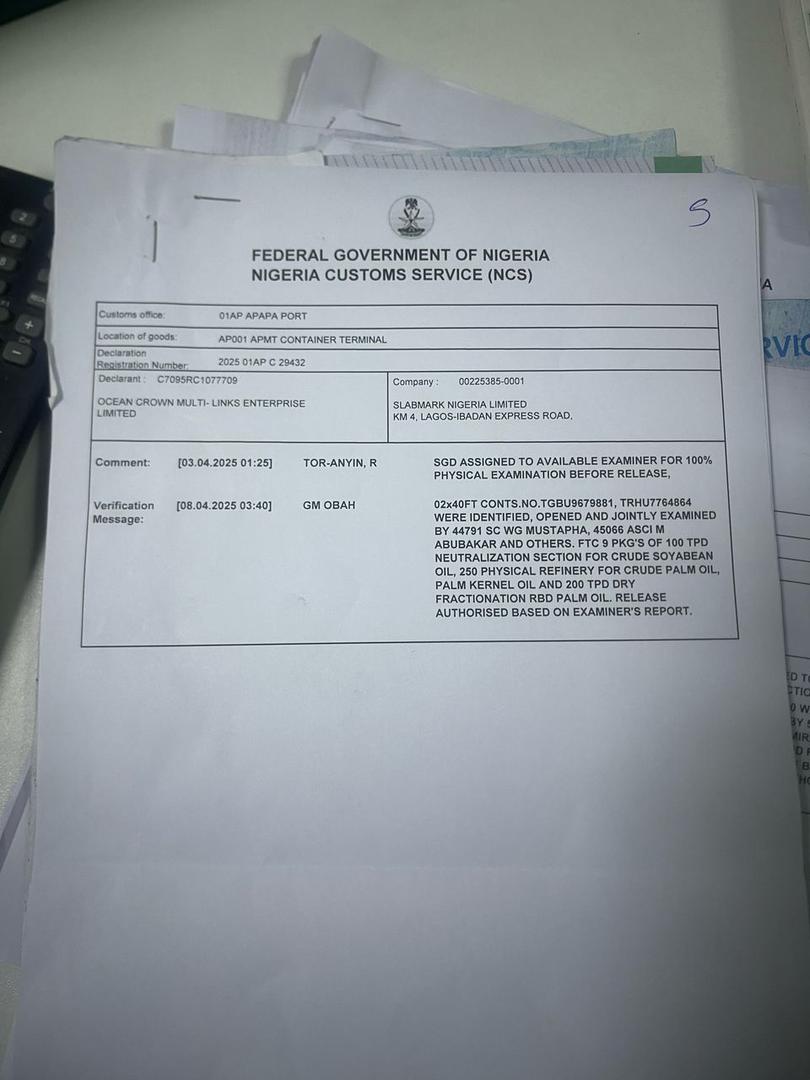 S
FEDERAL GOVERNMENT OF NIGERIA
NIGERIA CUSTOMS SERVICE (NCS)
Customs office: 01AP APAPA PORT
Location of goods: AP001 APMT CONTAINER TERMINAL
Declaration
Registration Number: 2025 01AP C 29432
Declarant : C7095RC1077709
OCEAN CROWN MULTI- LINKS ENTERPRISE
LIMITED
Company : 00225385-0001
SLABMARK NIGERIA LIMITED
KM 4, LAGOS-IBADAN EXPRESS ROAD,
Comment: [03.04.2025 01:25] TOR-ANYIN, R SGD ASSIGNED TO AVAILABLE EXAMINER FOR 100%
PHYSICAL EXAMINATION BEFORE RELEASE,
Verification [08.04.2025 03:40] GM OBAH 02x40FT CONTS.NO.TGBU9679881, TRHU7764864
Message: WERE IDENTIFIED, OPENED AND JOINTLY EXAMINED
BY 44791 SC WG MUSTAPHA, 45066 ASCI M
ABUBAKAR AND OTHERS. FTC 9 PKG'S OF 100 TPD
NEUTRALIZATION SECTION FOR CRUDE SOYABEAN
OIL, 250 PHYSICAL REFINERY FOR CRUDE PALM OIL,
PALM KERNEL OIL AND 200 TPD DRY
FRACTIONATION RBD PALM OIL. RELEASE
AUTHORISED BASED ON EXAMINER'S REPORT.